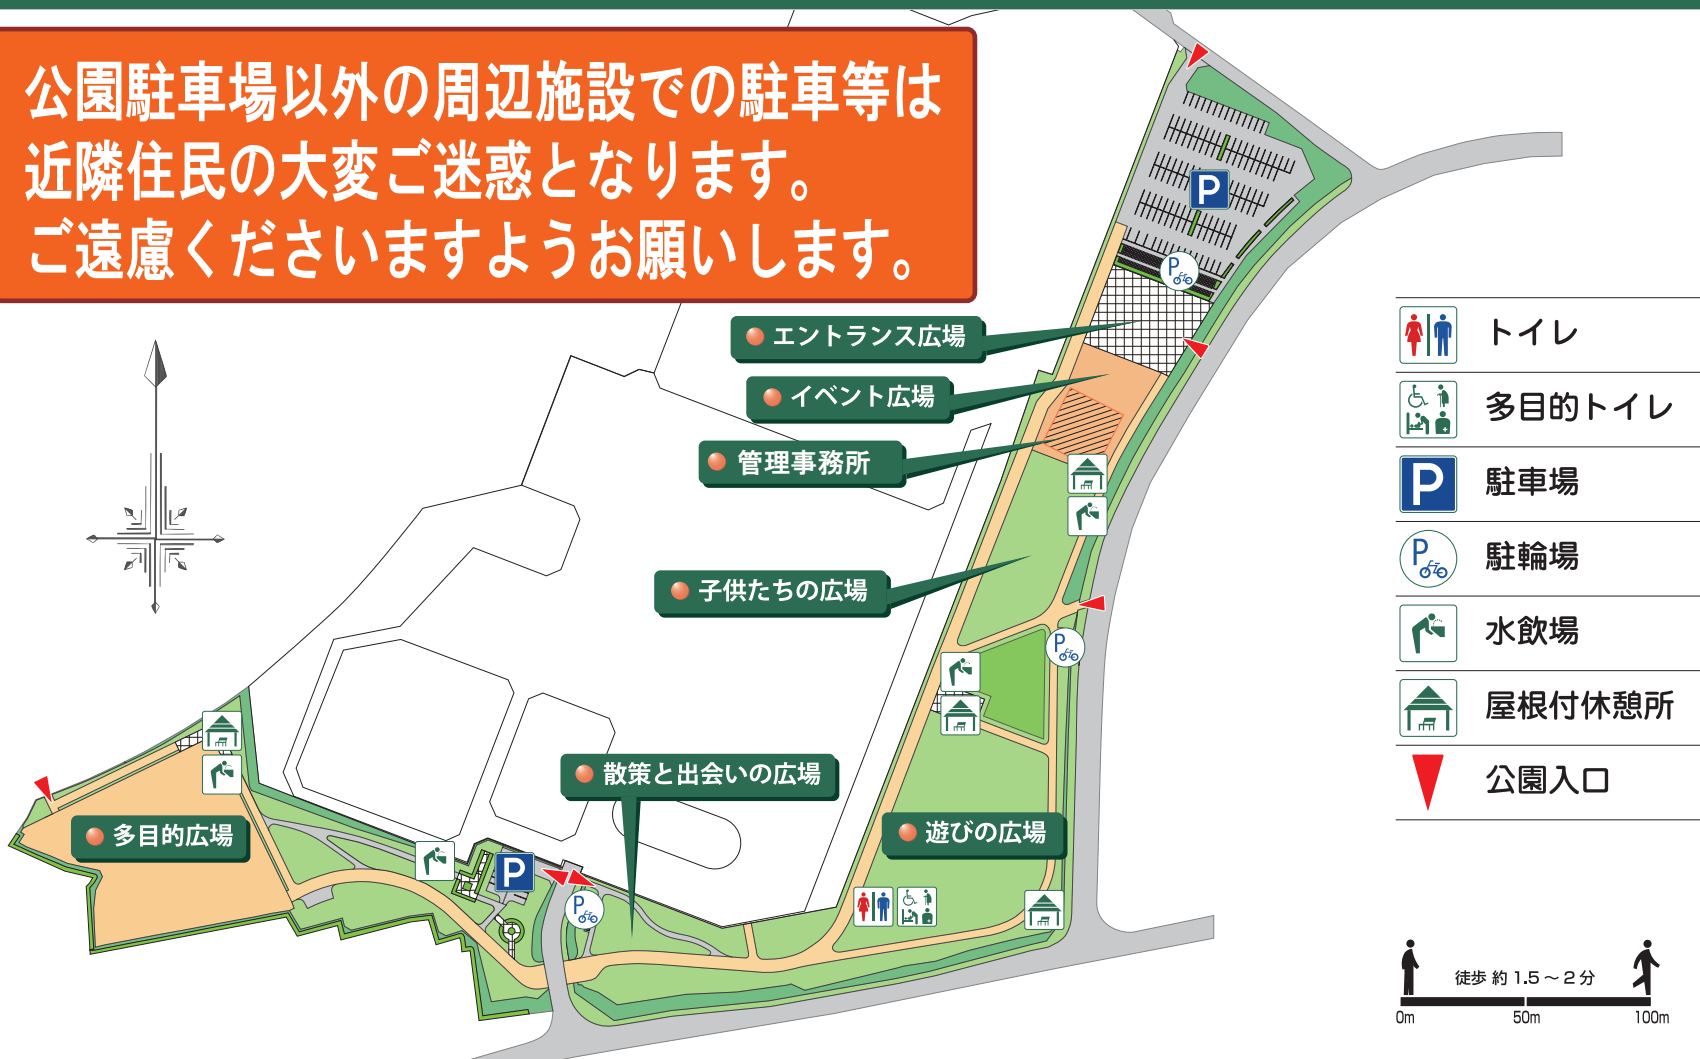 公園駐車場以外の周辺施設での駐車等は
近隣住民の大変ご迷惑となります。
ご遠慮くださいますようお願いします。
P
P
エントランス広場
イベント広場
管理事務所
子供たちの広場
P
散策と出会いの広場
多目的広場
遊びの広場
P
P
トイレ
多目的トイレ
P 駐車場
P 駐輪場
水飲場
屋根付休憩所
公園入口
徒歩 約 1.5～2 分
0m 50m 100m